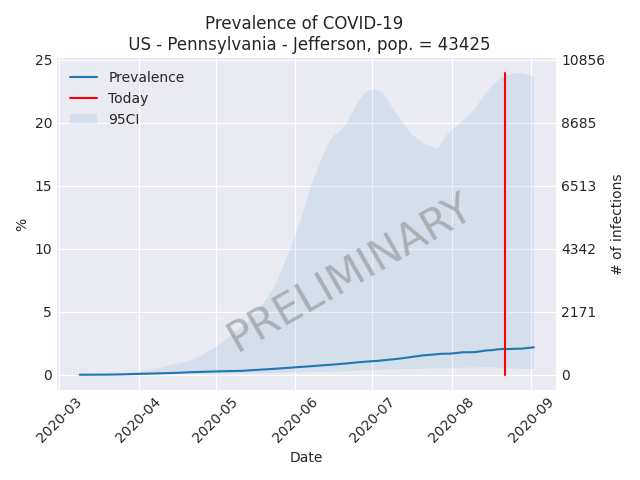 Prevalence of COVID-19
US - Pennsylvania - Jefferson, pop. = 43425
Prevalence
Today
95CI
PRELIMINARY
25
20
15
10
5
0
%
10856
8685
6513
4342
2171
0
# of infections
2020-03
2020-04
2020-05
2020-06
2020-07
2020-08
2020-09
Date